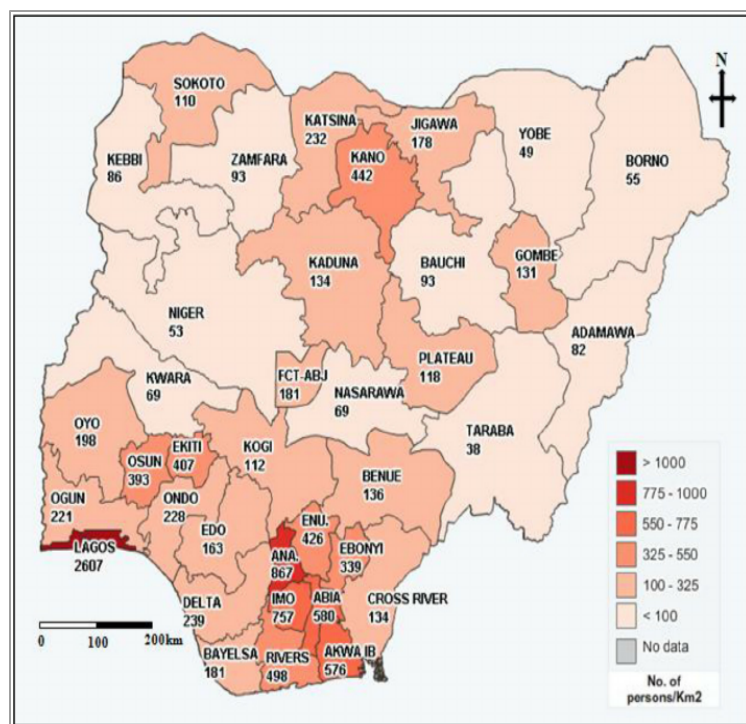 N
SOKOTO
110
KATSINA
232
JIGAWA
178
YOBE
49
BORNO
55
KEBBI
86
ZAMFARA
93
KANO
442
KADUNA
134
BAUCHI
93
GOMBE
131
NIGER
53
ADAMAWA
82
PLATEAU
118
FCT-ABJ
181
NASARAWA
69
KWARA
69
TARABA
38
OYO
198
OSUN
393
EKITI
407
KOGI
112
BENUE
136
OGUN
221
ONDO
228
EDO
163
ENU.
426
EBONYI
339
LAGOS
2607
ANA.
867
IMO
757
ABIA
580
CROSS RIVER
134
DELTA
239
BAYELSA
181
RIVERS
498
AKWA IB
576
0 100 200km
> 1000
775 - 1000
550 - 775
325 - 550
100 - 325
< 100
No data
No. of
persons/Km2